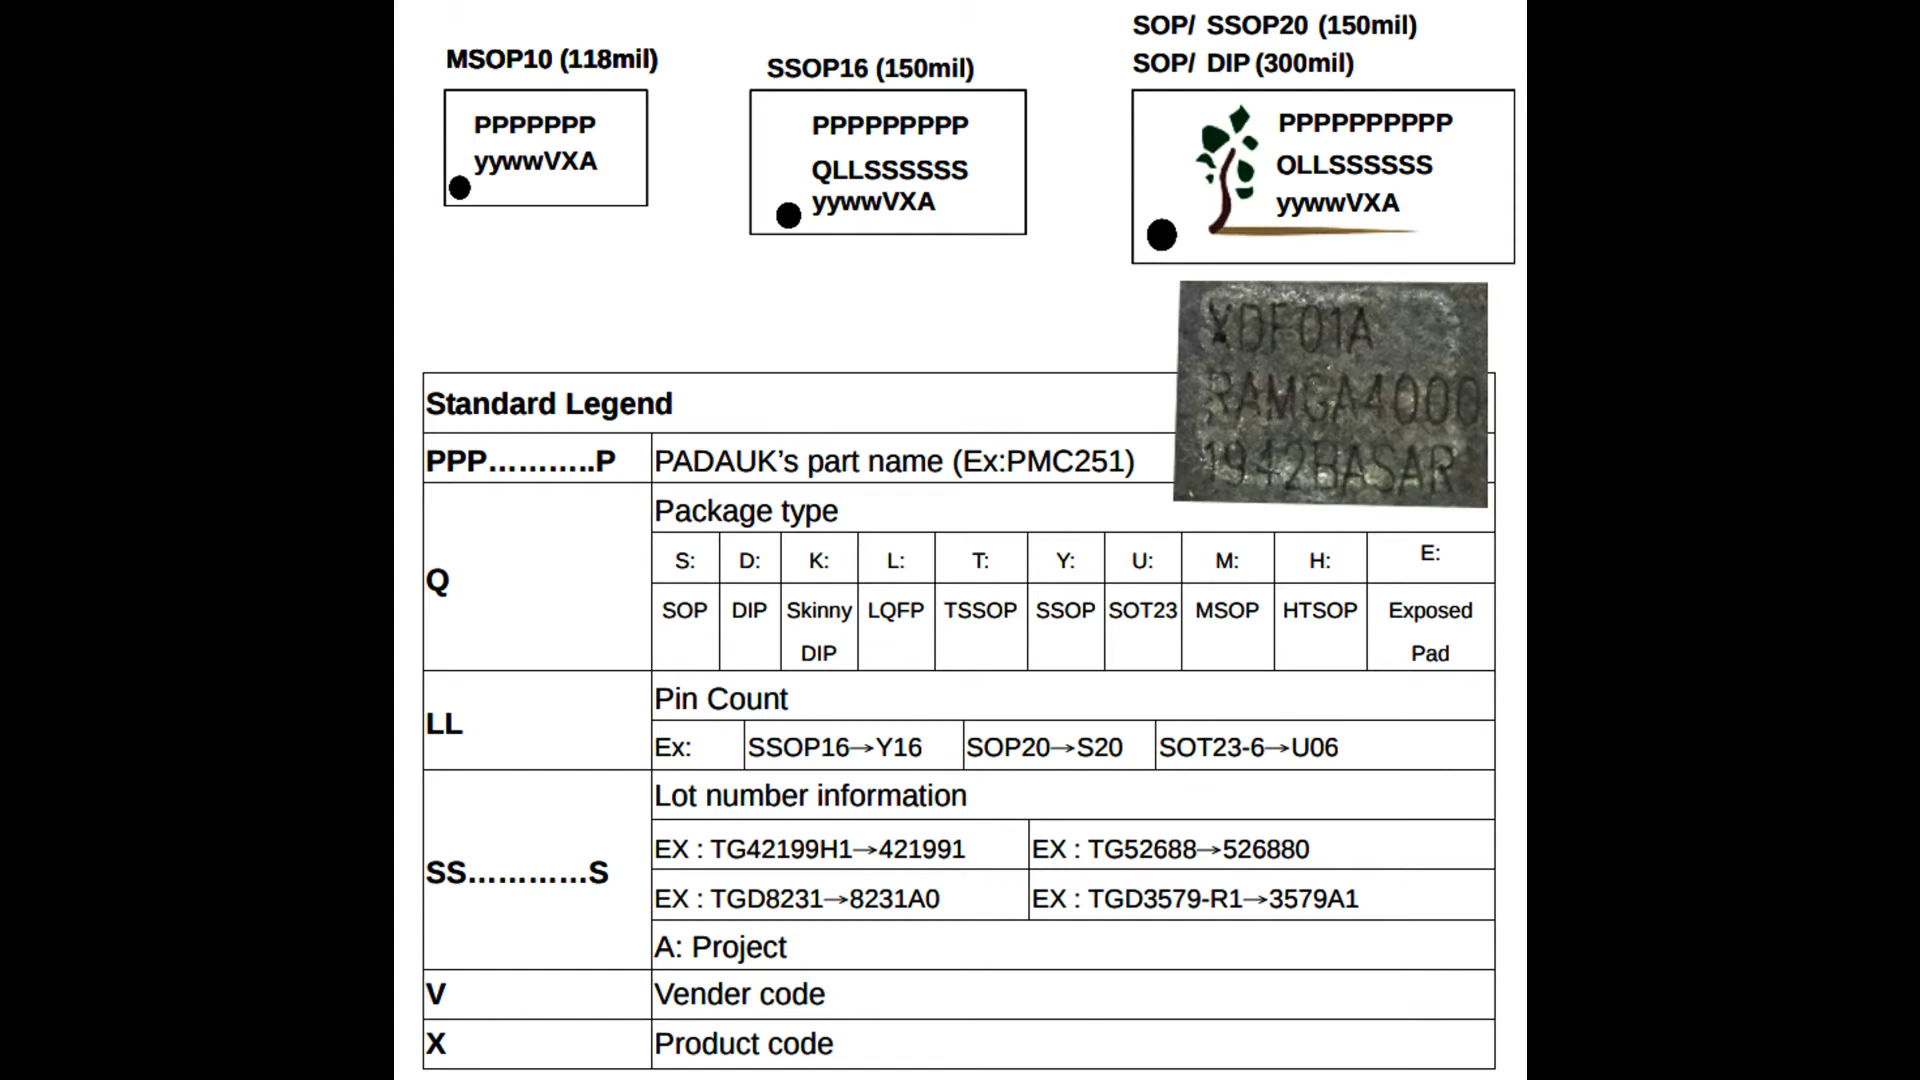 MSOP10 (118mil)
PPPPPPP
yywwVXA
SSOP16 (150mil)
PPPPPPPPP
QLLSSSSSS
yywwVXA
SOP/ SSOP20 (150mil)
SOP/ DIP (300mil)
PPPPPPPPPP
OLLSSSSSS
yywwVXA
XDF01A
RAMGA4000
1942BASAR
Standard Legend
PPP………..P PADAUK’s part name (Ex:PMC251)
Q
Package type
S: D: K: L: T: Y: U: M: H: E:
SOP DIP Skinny DIP LQFP TSSOP SSOP SOT23 MSOP HTSOP Exposed Pad
LL
Pin Count
Ex: SSOP16→Y16 SOP20→S20 SOT23-6→U06
SS…………S
Lot number information
EX : TG42199H1→421991 EX : TG52688→526880
EX : TGD8231→8231A0 EX : TGD3579-R1→3579A1
A: Project
V Vender code
X Product code